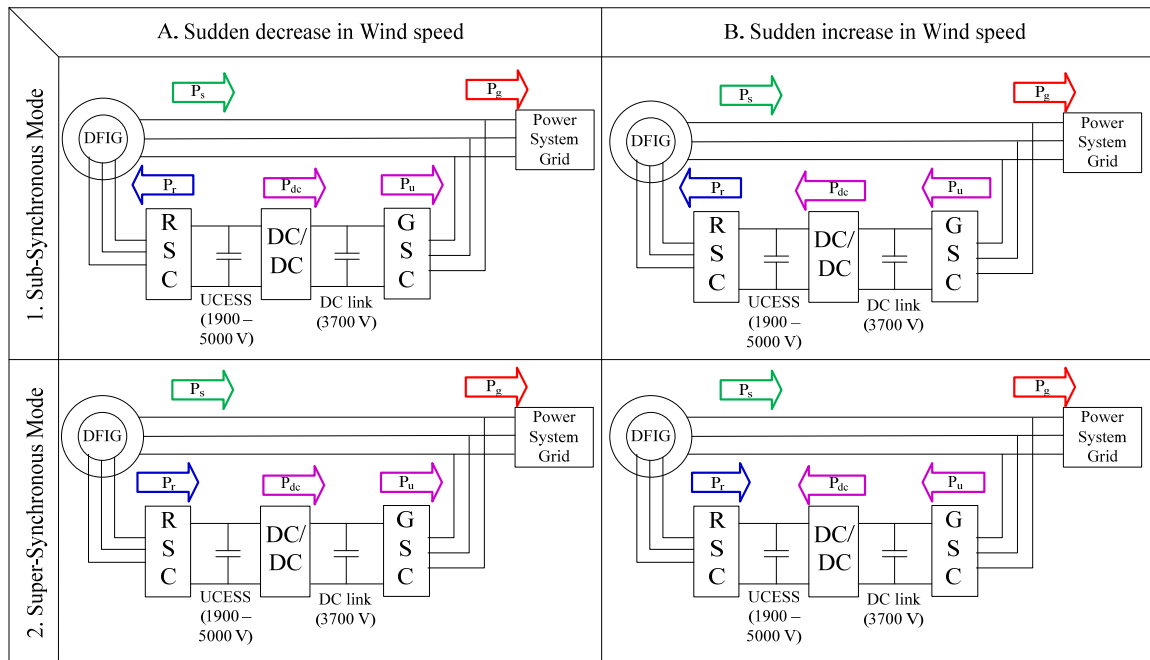 A. Sudden decrease in Wind speed
B. Sudden increase in Wind speed
1. Sub-Synchronous Mode
Ps
Pg
DFIG
Power
System
Grid
Pr
Pdc
Pu
R
S
C
DC/
DC
G
S
C
UCESS
(1900 –
5000 V)
DC link
(3700 V)
Ps
Pg
DFIG
Power
System
Grid
Pr
Pdc
Pu
R
S
C
DC/
DC
G
S
C
UCESS
(1900 –
5000 V)
DC link
(3700 V)
2. Super-Synchronous Mode
Ps
Pg
DFIG
Power
System
Grid
Pr
Pdc
Pu
R
S
C
DC/
DC
G
S
C
UCESS
(1900 –
5000 V)
DC link
(3700 V)
Ps
Pg
DFIG
Power
System
Grid
Pr
Pdc
Pu
R
S
C
DC/
DC
G
S
C
UCESS
(1900 –
5000 V)
DC link
(3700 V)